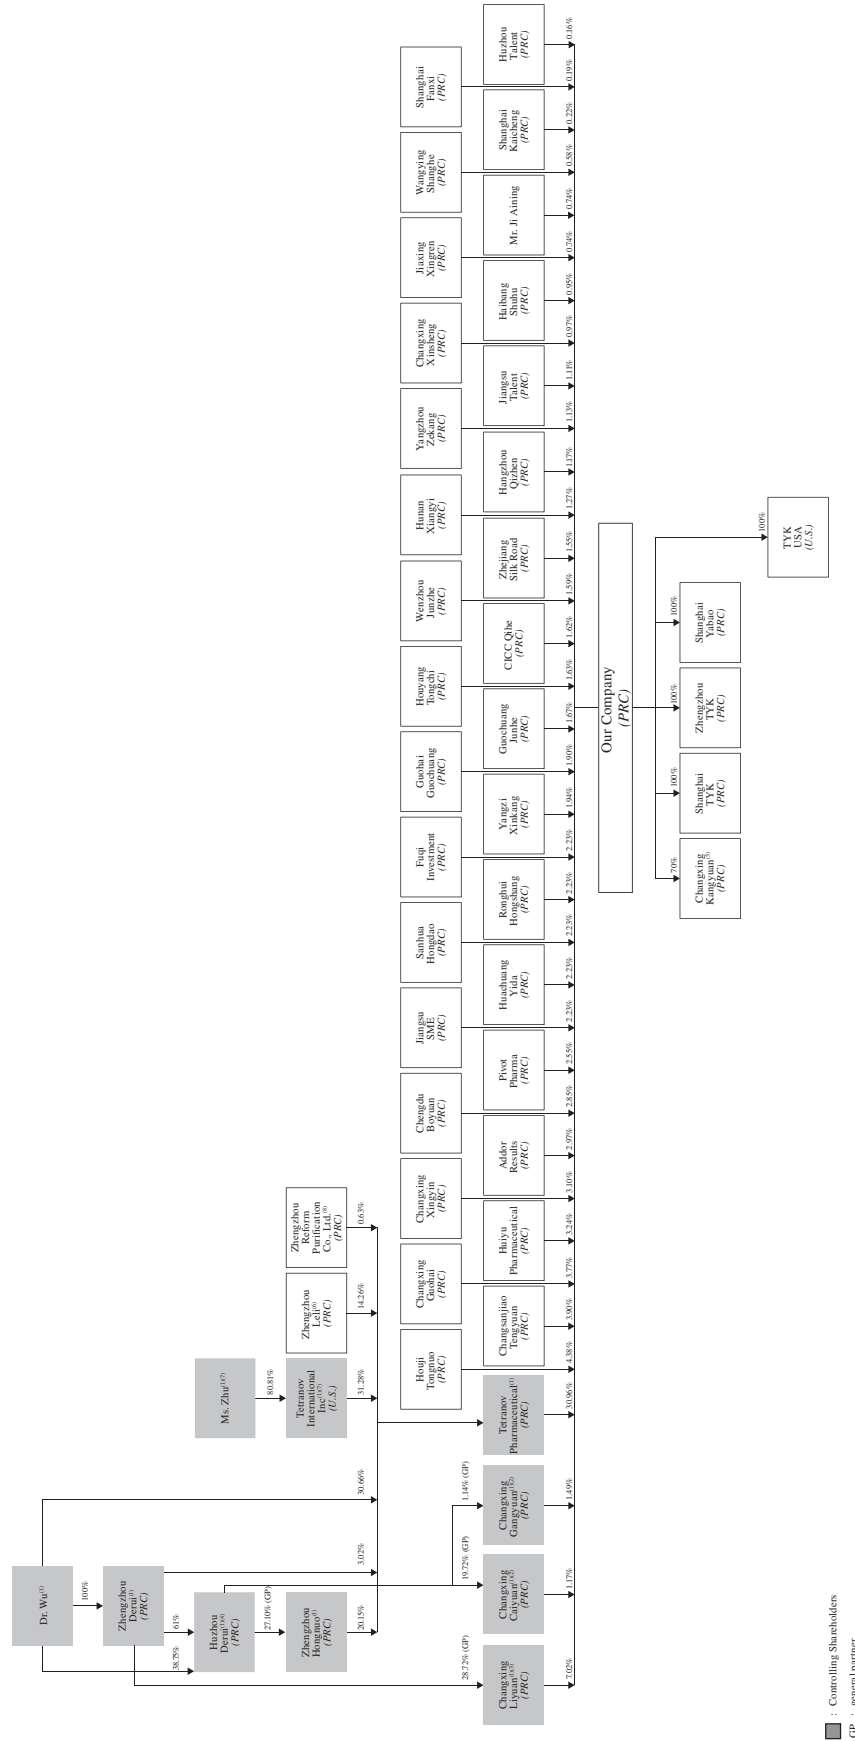 Dr. Wu(1)
100%
Zhengzhou
Derui(1)
(PRC)
38.75%
61%
3.02%
30.66%
Huzhou
Derui(1)(4)
(PRC)
Ms. Zhu(1)(7)
27.10% (GP)
80.81%
Zhengzhou
Hongnuo(1)
(PRC)
Tetranov
International
Inc(1)(7)
(U.S.)
Zhengzhou
Leli(6)
(PRC)
Zhengzhou
Reform
Purification
Co., Ltd.(8)
(PRC)
20.15%
31.28%
14.26%
0.63%
28.72% (GP)
19.72% (GP)
1.14% (GP)
Houji
Tongnuo
(PRC)
Changxing
Guohai
(PRC)
Changxing
Xingyin
(PRC)
Chengdu
Boyuan
(PRC)
Jiangsu
SME
(PRC)
Sanhua
Hongdao
(PRC)
Fuqi
Investment
(PRC)
Guohai
Guochuang
(PRC)
Houyang
Tongchi
(PRC)
Wenzhou
Junzhe
(PRC)
Hunan
Xiangyi
(PRC)
Yangzhou
Zekang
(PRC)
Changxing
Xinsheng
(PRC)
Jiaxing
Xingren
(PRC)
Wangying
Shanghe
(PRC)
Shanghai
Fanxi
(PRC)
Changxing
Liyuan(1)(3)
(PRC)
Changxing
Caiyuan(1)(2)
(PRC)
Changxing
Gangyuan(1)(2)
(PRC)
Tetranov
Pharmaceutical(1)
(PRC)
Changsanjiao
Tengyuan
(PRC)
Huiyu
Pharmaceutical
(PRC)
Addor
Results
(PRC)
Pivot
Pharma
(PRC)
Huachuang
Yida
(PRC)
Ronghui
Hongshang
(PRC)
Yangzi
Xinkang
(PRC)
Guochuang
Junhe
(PRC)
CICC Qihe
(PRC)
Zhejiang
Silk Road
(PRC)
Hangzhou
Qizhen
(PRC)
Jiangsu
Talent
(PRC)
Haibang
Shuhu
(PRC)
Mr. Ji Aining
Shanghai
Kaicheng
(PRC)
Huzhou
Talent
(PRC)
7.02%
1.17%
1.49%
30.96%
4.38%
3.90%
3.77%
3.24%
3.10%
2.97%
2.85%
2.55%
2.23%
2.23%
2.23%
2.23%
2.23%
1.94%
1.90%
1.67%
1.63%
1.62%
1.59%
1.55%
1.27%
1.17%
1.13%
1.11%
0.97%
0.95%
0.74%
0.74%
0.58%
0.22%
0.19%
0.16%
Our Company
(PRC)
70%
100%
100%
100%
100%
Changxing
Kangyuan(5)
(PRC)
Shanghai
TYK
(PRC)
Zhengzhou
TYK
(PRC)
Shanghai
Yabao
(PRC)
TYK
USA
(U.S.)
: Controlling Shareholders
GP : general partner